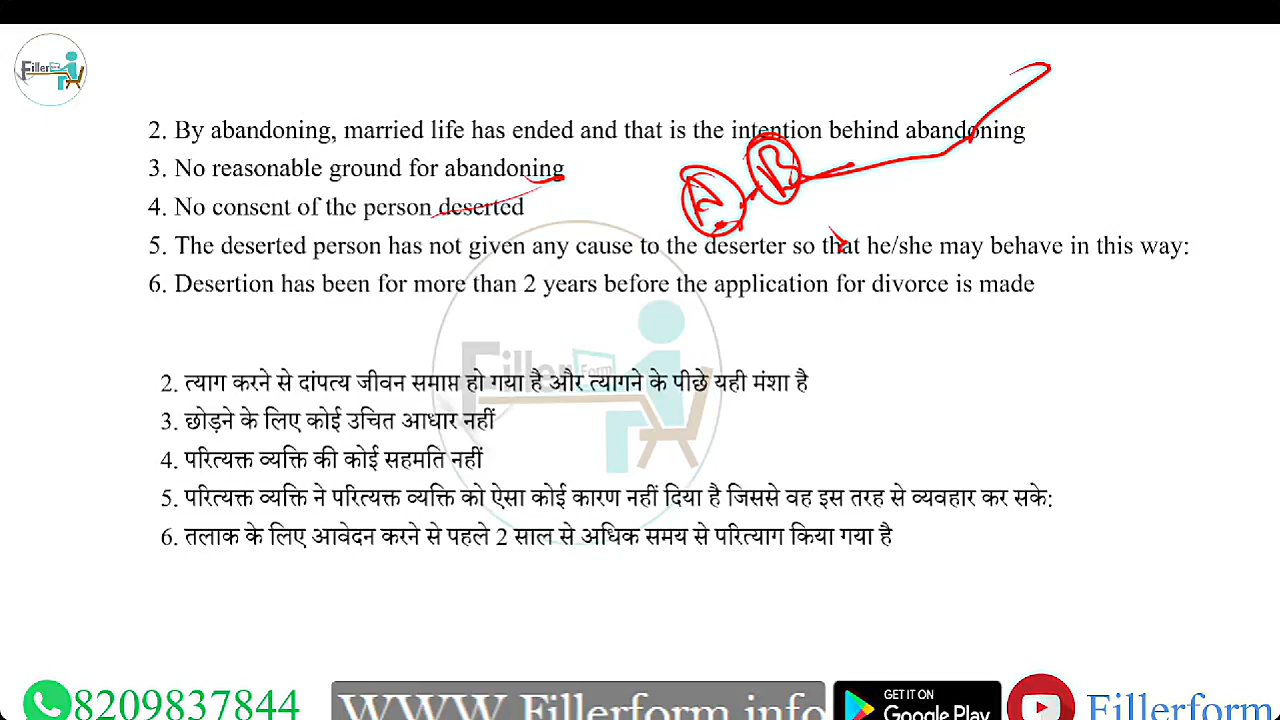 Filler
2. By abandoning, married life has ended and that is the intention behind abandoning
3. No reasonable ground for abandoning
4. No consent of the person deserted
A B
5. The deserted person has not given any cause to the deserter so that he/she may behave in this way:
6. Desertion has been for more than 2 years before the application for divorce is made
Filler Form
2. त्याग करने से दांपत्य जीवन समाप्त हो गया है और त्यागने के पीछे यही मंशा है
3. छोड़ने के लिए कोई उचित आधार नहीं
4. परित्यक्त व्यक्ति की कोई सहमति नहीं
5. परित्यक्त व्यक्ति ने परित्यक्त व्यक्ति को ऐसा कोई कारण नहीं दिया है जिससे वह इस तरह से व्यवहार कर सके:
6. तलाक के लिए आवेदन करने से पहले 2 साल से अधिक समय से परित्याग किया गया है
8209837844 WWW.Fillerform.info GET IT ON Google Play Fillerform